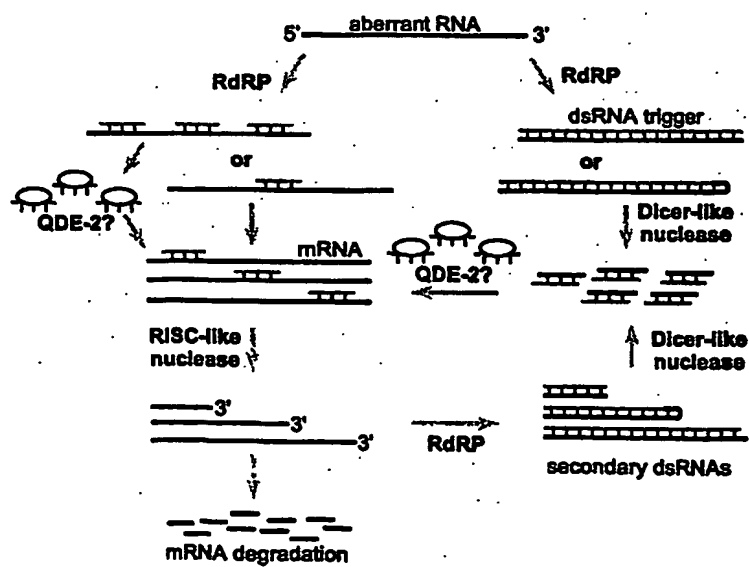 aberrant RNA
5' 3'
RdRP
RdRP
dsRNA trigger
or
or
Dicer-like
nuclease
QDE-2?
mRNA
QDE-2?
RISC-like
nuclease
Dicer-like
nuclease
3'
3'
3'
RdRP
secondary dsRNAs
mRNA degradation